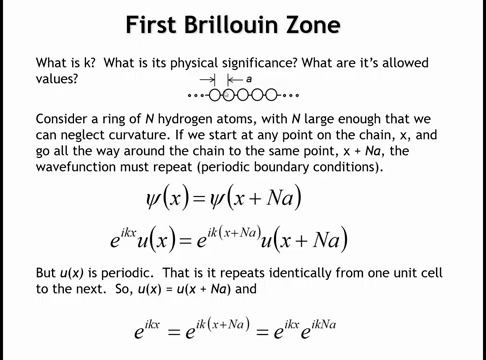 First Brillouin Zone
What is k? What is its physical significance? What are it's allowed
values?
a
Consider a ring of N hydrogen atoms, with N large enough that we
can neglect curvature. If we start at any point on the chain, x, and
go all the way around the chain to the same point, x + Na, the
wavefunction must repeat (periodic boundary conditions).
ψ(x) = ψ(x + Na)
e^{ikx}u(x) = e^{ik(x+Na)}u(x + Na)
But u(x) is periodic. That is it repeats identically from one unit cell
to the next. So, u(x) = u(x + Na) and
e^{ikx} = e^{ik(x+Na)} = e^{ikx}e^{ikNa}